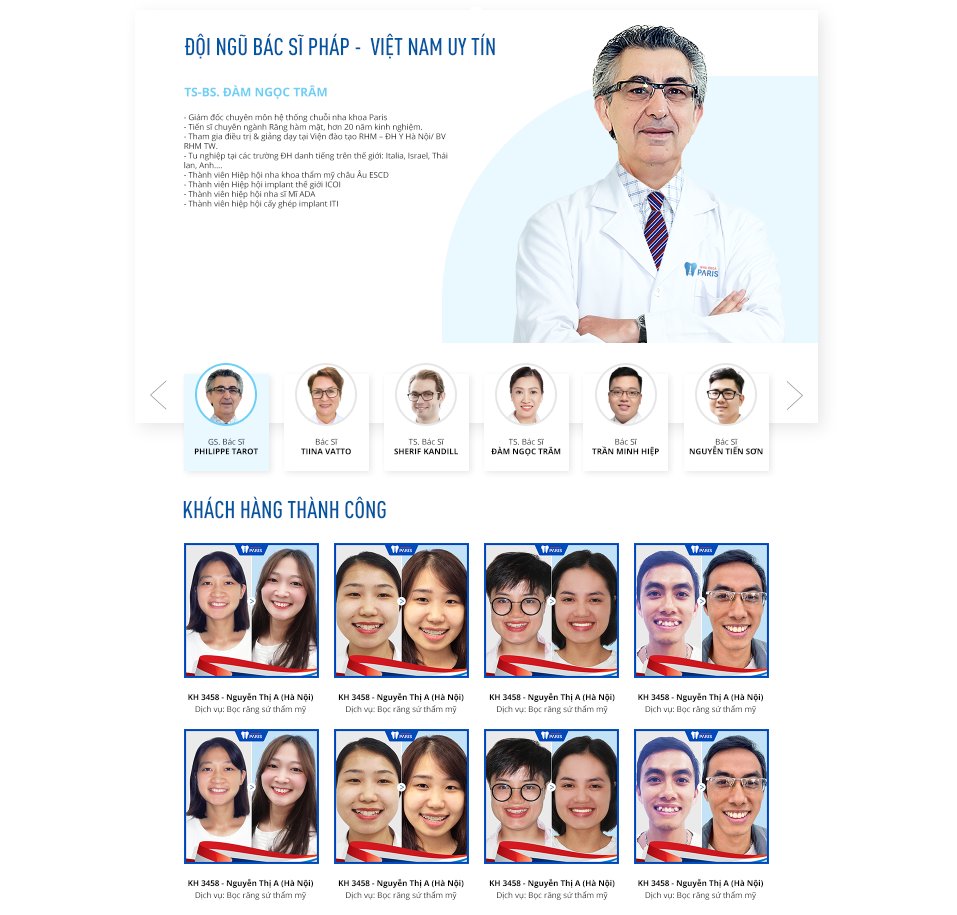 ĐỘI NGŨ BÁC SĨ PHÁP - VIỆT NAM UY TÍN
TS-BS. ĐÀM NGỌC TRÂM
- Giám đốc chuyên môn hệ thống chuỗi nha khoa Paris
- Tiến sĩ chuyên ngành Răng hàm mặt, hơn 20 năm kinh nghiệm.
- Tham gia điều trị & giảng dạy tại Viện đào tạo RHM – ĐH Y Hà Nội/ BV
RHM TW.
- Tu nghiệp tại các trường ĐH danh tiếng trên thế giới: Italia, Israel, Thái
lan, Anh....
- Thành viên Hiệp hội nha khoa thẩm mỹ châu Âu ESCD
- Thành viên Hiệp hội implant thế giới ICOI
- Thành viên hiệp hội nha sĩ Mĩ ADA
- Thành viên hiệp hội cấy ghép implant ITI
PARIS
GS. Bác Sĩ
PHILIPPE TAROT
Bác Sĩ
TIINA VATTO
TS. Bác Sĩ
SHERIF KANDILL
TS. Bác Sĩ
ĐÀM NGỌC TRÂM
Bác Sĩ
TRẦN MINH HIỆP
Bác Sĩ
NGUYỄN TIẾN SƠN
KHÁCH HÀNG THÀNH CÔNG
PARIS
PARIS
PARIS
PARIS
KH 3458 - Nguyễn Thị A (Hà Nội)
Dịch vụ: Bọc răng sứ thẩm mỹ
KH 3458 - Nguyễn Thị A (Hà Nội)
Dịch vụ: Bọc răng sứ thẩm mỹ
KH 3458 - Nguyễn Thị A (Hà Nội)
Dịch vụ: Bọc răng sứ thẩm mỹ
KH 3458 - Nguyễn Thị A (Hà Nội)
Dịch vụ: Bọc răng sứ thẩm mỹ
PARIS
PARIS
PARIS
PARIS
KH 3458 - Nguyễn Thị A (Hà Nội)
Dịch vụ: Bọc răng sứ thẩm mỹ
KH 3458 - Nguyễn Thị A (Hà Nội)
Dịch vụ: Bọc răng sứ thẩm mỹ
KH 3458 - Nguyễn Thị A (Hà Nội)
Dịch vụ: Bọc răng sứ thẩm mỹ
KH 3458 - Nguyễn Thị A (Hà Nội)
Dịch vụ: Bọc răng sứ thẩm mỹ